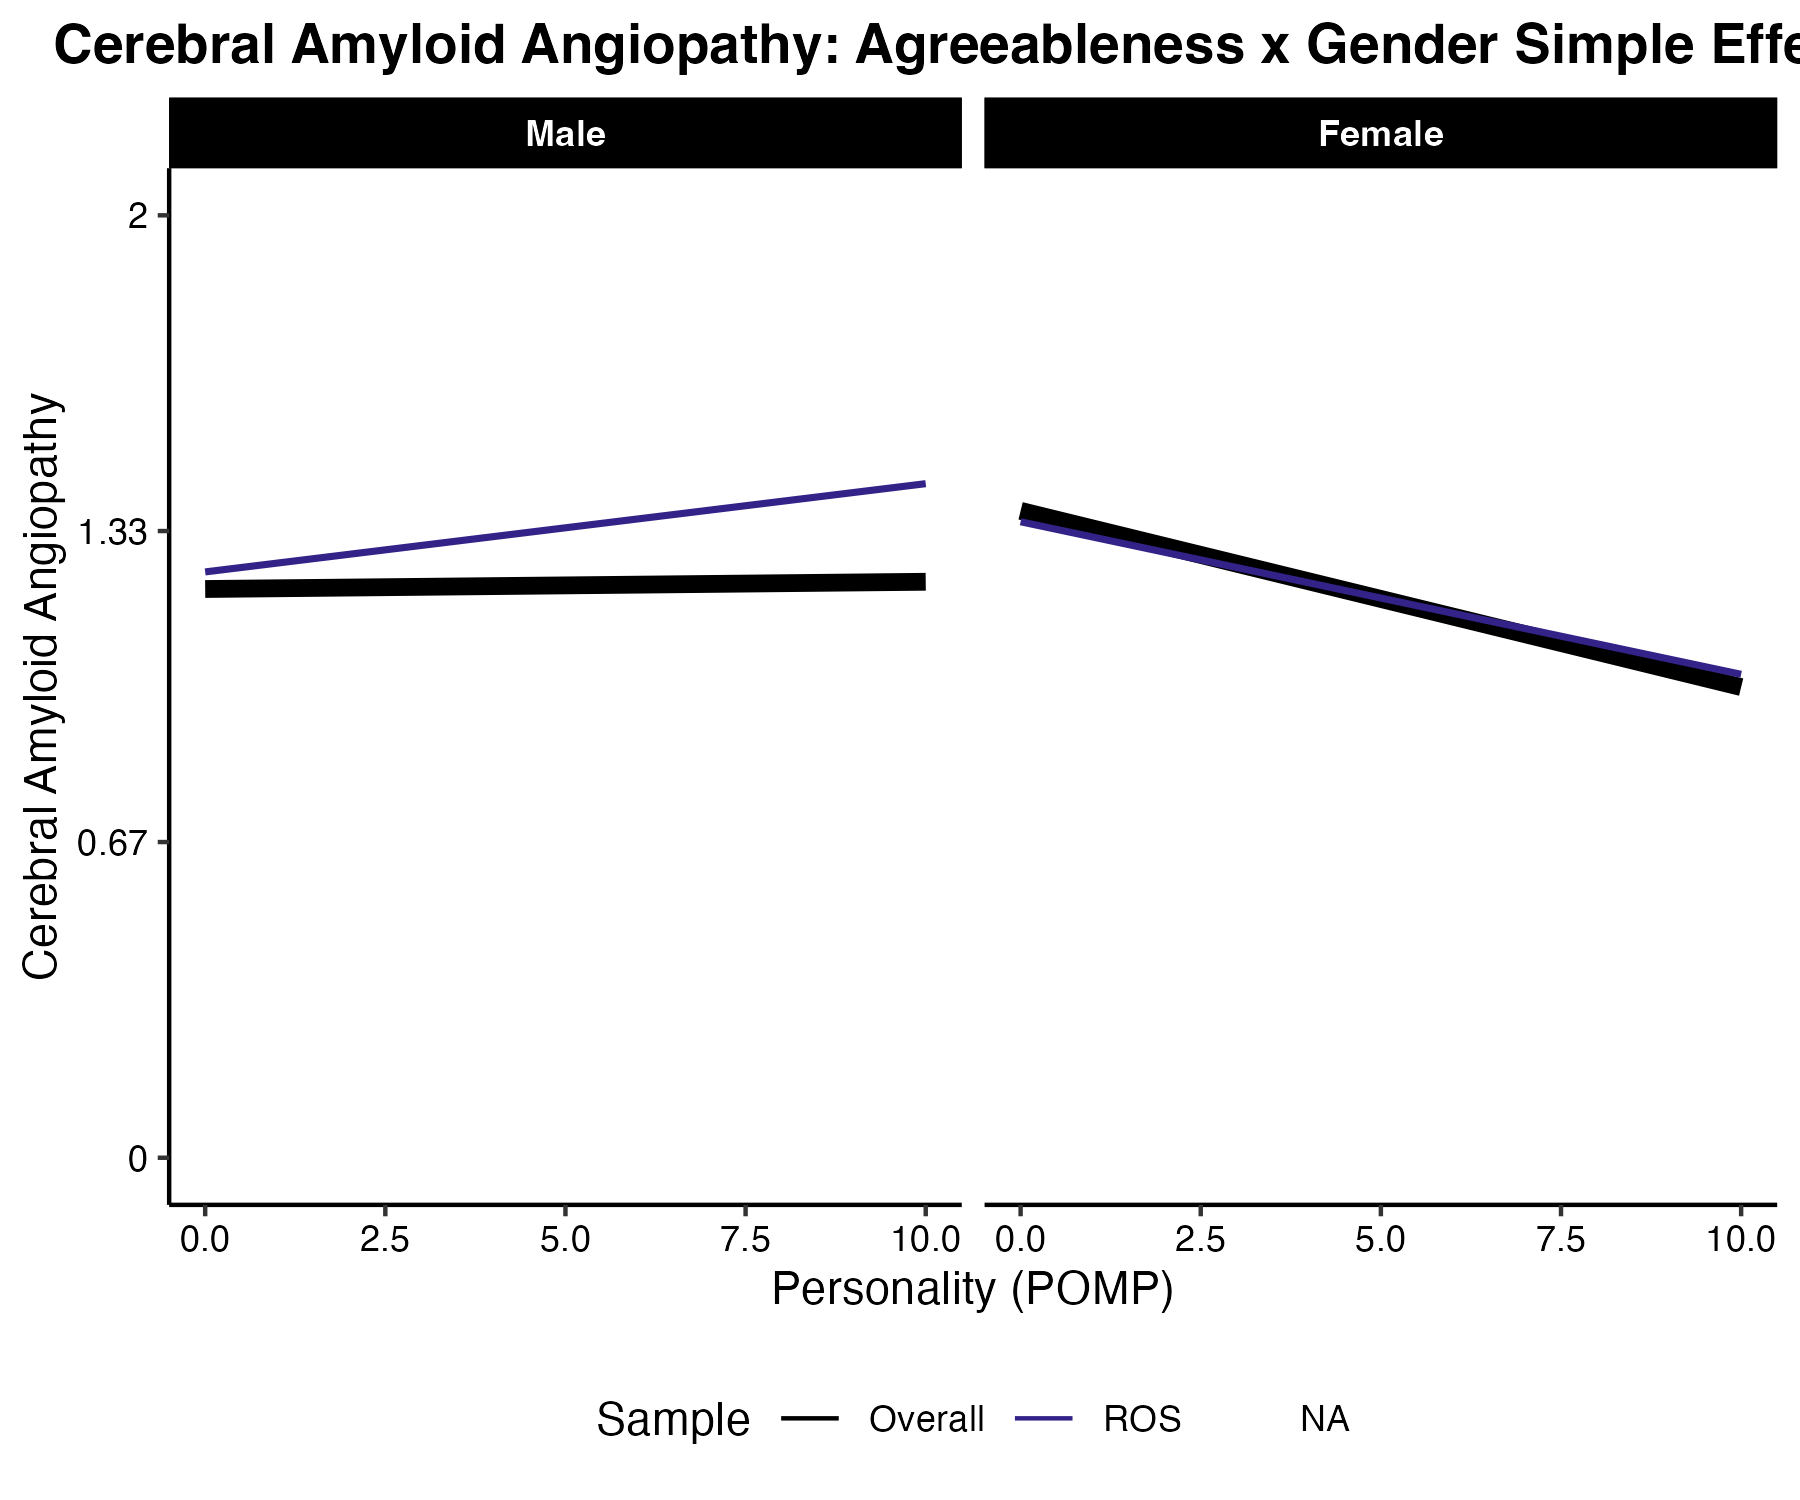 Cerebral Amyloid Angiopathy: Agreeableness x Gender Simple Effe
Male Female
2
1.33
0.67
0
Cerebral Amyloid Angiopathy
0.0 2.5 5.0 7.5 10.0 0.0 2.5 5.0 7.5 10.0
Personality (POMP)
Sample Overall ROS NA